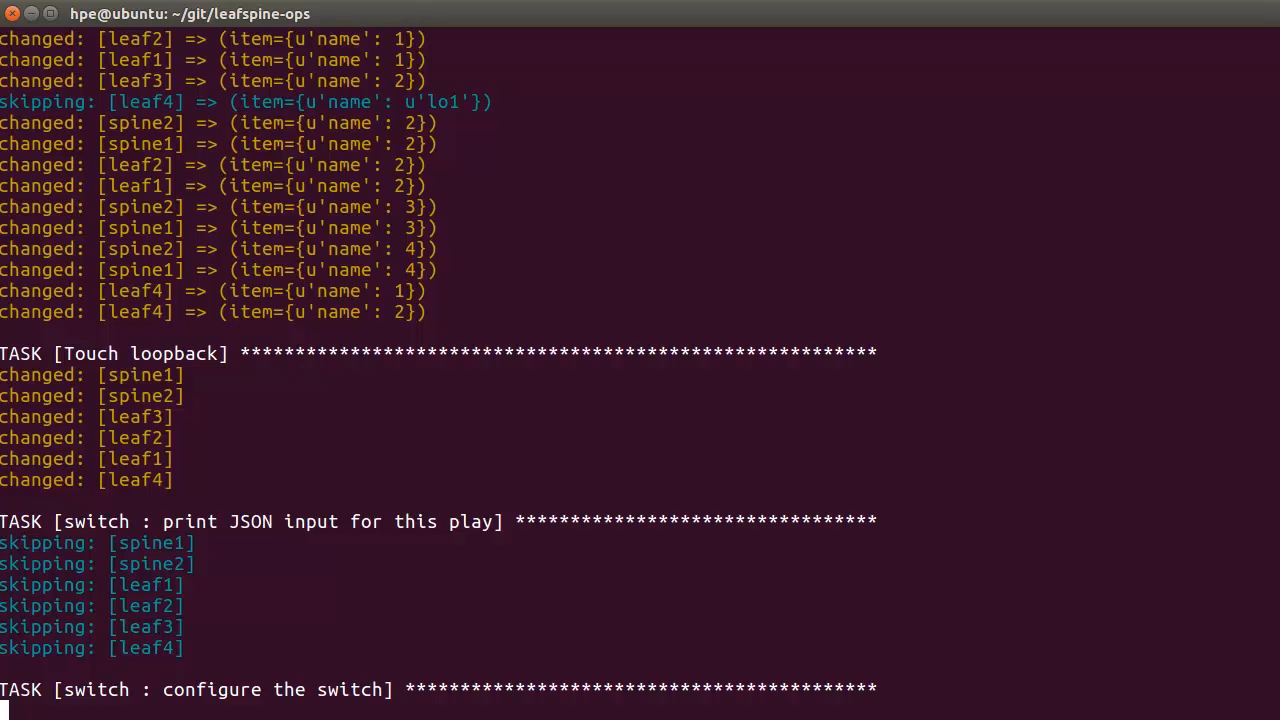 hpe@ubuntu: ~/git/leafspine-ops
changed: [leaf2] => (item={u'name': 1})
changed: [leaf1] => (item={u'name': 1})
changed: [leaf3] => (item={u'name': 2})
skipping: [leaf4] => (item={u'name': u'lo1'})
changed: [spine2] => (item={u'name': 2})
changed: [spine1] => (item={u'name': 2})
changed: [leaf2] => (item={u'name': 2})
changed: [leaf1] => (item={u'name': 2})
changed: [spine2] => (item={u'name': 3})
changed: [spine1] => (item={u'name': 3})
changed: [spine2] => (item={u'name': 4})
changed: [spine1] => (item={u'name': 4})
changed: [leaf4] => (item={u'name': 1})
changed: [leaf4] => (item={u'name': 2})
TASK [Touch loopback] **********************************************************
changed: [spine1]
changed: [spine2]
changed: [leaf3]
changed: [leaf2]
changed: [leaf1]
changed: [leaf4]
TASK [switch : print JSON input for this play] *********************************
skipping: [spine1]
skipping: [spine2]
skipping: [leaf1]
skipping: [leaf2]
skipping: [leaf3]
skipping: [leaf4]
TASK [switch : configure the switch] *******************************************